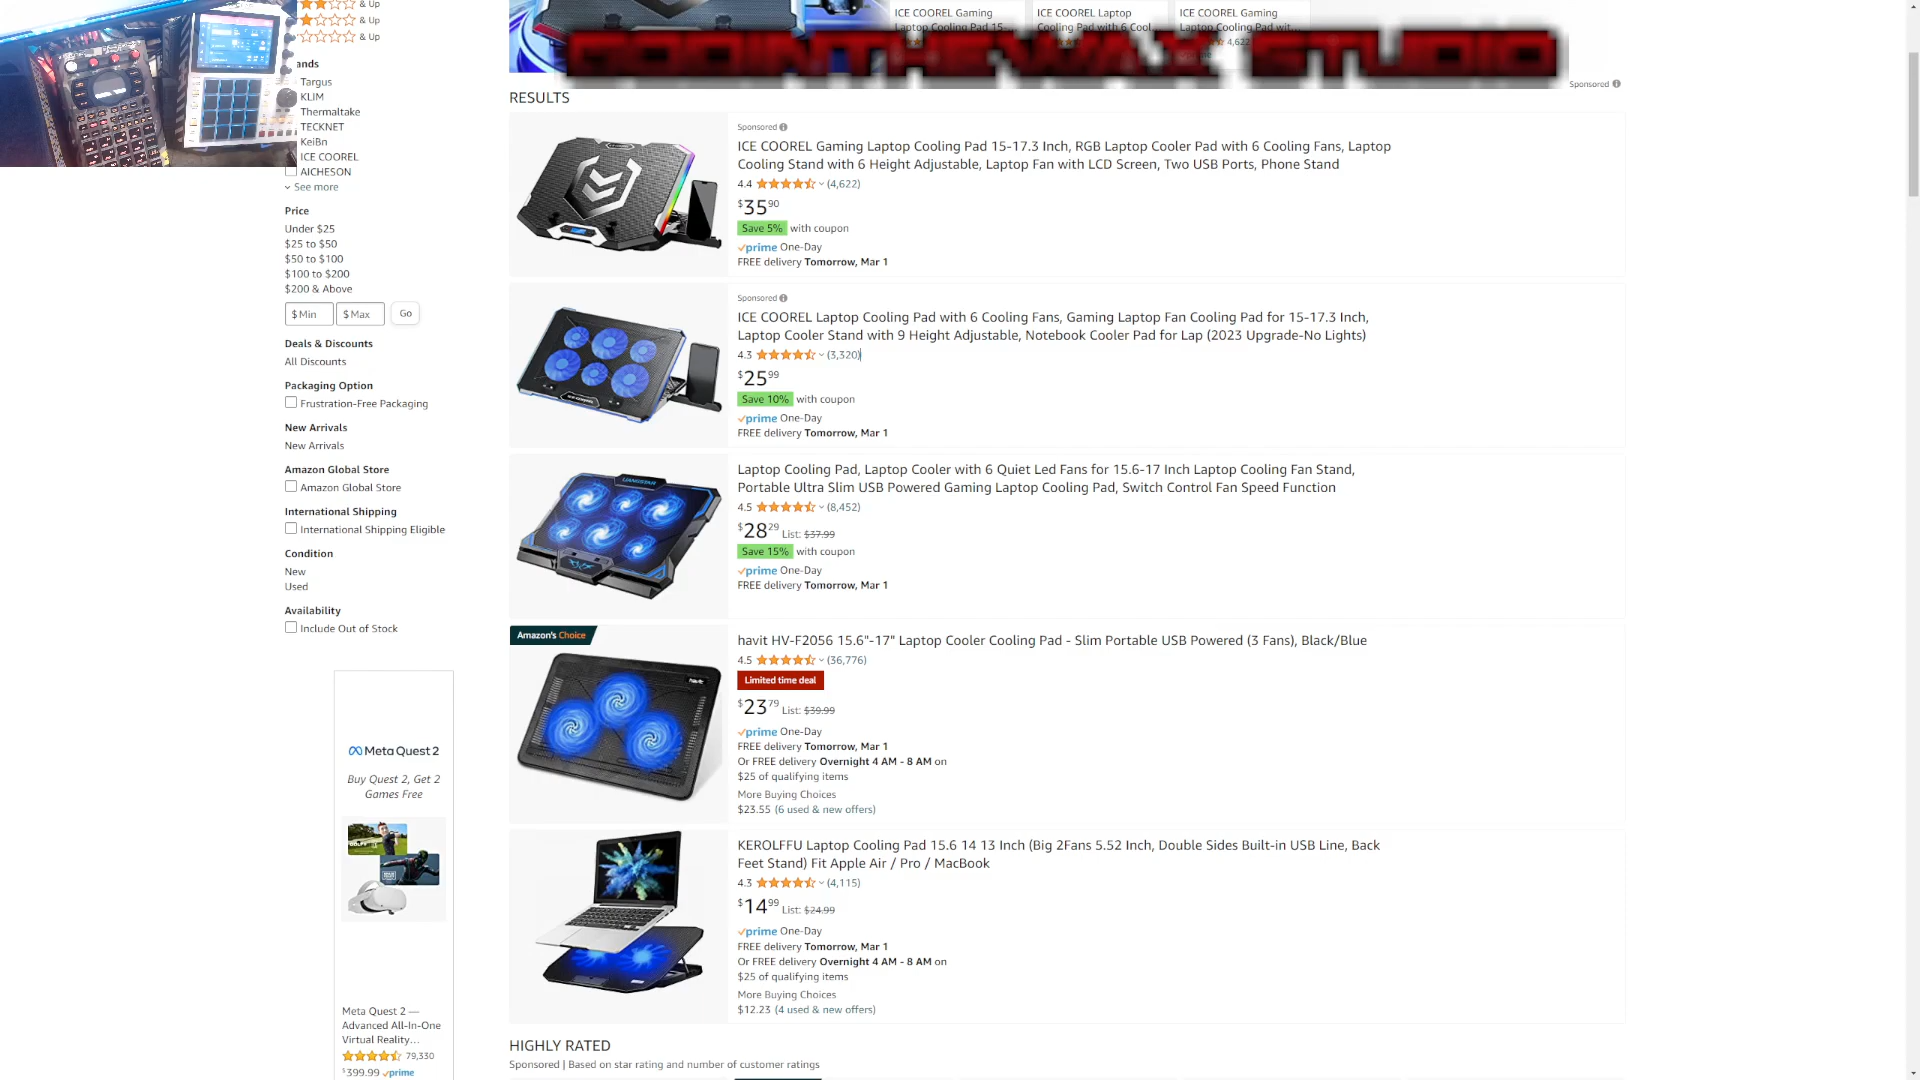 & Up
& Up
& Up
ands
Targus
KLIM
Thermaltake
TECKNET
KeiBn
ICE COOREL
AICHESON
See more
Price
Under $25
$25 to $50
$50 to $100
$100 to $200
$200 & Above
$ Min
$ Max
Go
Deals & Discounts
All Discounts
Packaging Option
Frustration-Free Packaging
New Arrivals
New Arrivals
Amazon Global Store
Amazon Global Store
International Shipping
International Shipping Eligible
Condition
New
Used
Availability
Include Out of Stock
Meta Quest 2
Buy Quest 2, Get 2
Games Free
Meta Quest 2 —
Advanced All-In-One
Virtual Reality…
79,330
$399.99 prime
ICE COOREL Gaming
Laptop Cooling Pad 15-…
ICE COOREL Laptop
Cooling Pad with 6 Cool…
ICE COOREL Gaming
Laptop Cooling Pad wit…
4,622
STUDIO
Sponsored
RESULTS
Sponsored
ICE COOREL Gaming Laptop Cooling Pad 15-17.3 Inch, RGB Laptop Cooler Pad with 6 Cooling Fans, Laptop
Cooling Stand with 6 Height Adjustable, Laptop Fan with LCD Screen, Two USB Ports, Phone Stand
4.4 (4,622)
$35.90
Save 5% with coupon
prime One-Day
FREE delivery Tomorrow, Mar 1
Sponsored
ICE COOREL Laptop Cooling Pad with 6 Cooling Fans, Gaming Laptop Fan Cooling Pad for 15-17.3 Inch,
Laptop Cooler Stand with 9 Height Adjustable, Notebook Cooler Pad for Lap (2023 Upgrade-No Lights)
4.3 (3,320)
$25.99
Save 10% with coupon
prime One-Day
FREE delivery Tomorrow, Mar 1
Laptop Cooling Pad, Laptop Cooler with 6 Quiet Led Fans for 15.6-17 Inch Laptop Cooling Fan Stand,
Portable Ultra Slim USB Powered Gaming Laptop Cooling Pad, Switch Control Fan Speed Function
4.5 (8,452)
$28.29 List: $37.99
Save 15% with coupon
prime One-Day
FREE delivery Tomorrow, Mar 1
Amazon's Choice
havit HV-F2056 15.6"-17" Laptop Cooler Cooling Pad - Slim Portable USB Powered (3 Fans), Black/Blue
4.5 (36,776)
Limited time deal
$23.79 List: $39.99
prime One-Day
FREE delivery Tomorrow, Mar 1
Or FREE delivery Overnight 4 AM - 8 AM on
$25 of qualifying items
More Buying Choices
$23.55 (6 used & new offers)
KEROLFFU Laptop Cooling Pad 15.6 14 13 Inch (Big 2Fans 5.52 Inch, Double Sides Built-in USB Line, Back
Feet Stand) Fit Apple Air / Pro / MacBook
4.3 (4,115)
$14.99 List: $24.99
prime One-Day
FREE delivery Tomorrow, Mar 1
Or FREE delivery Overnight 4 AM - 8 AM on
$25 of qualifying items
More Buying Choices
$12.23 (4 used & new offers)
HIGHLY RATED
Sponsored | Based on star rating and number of customer ratings